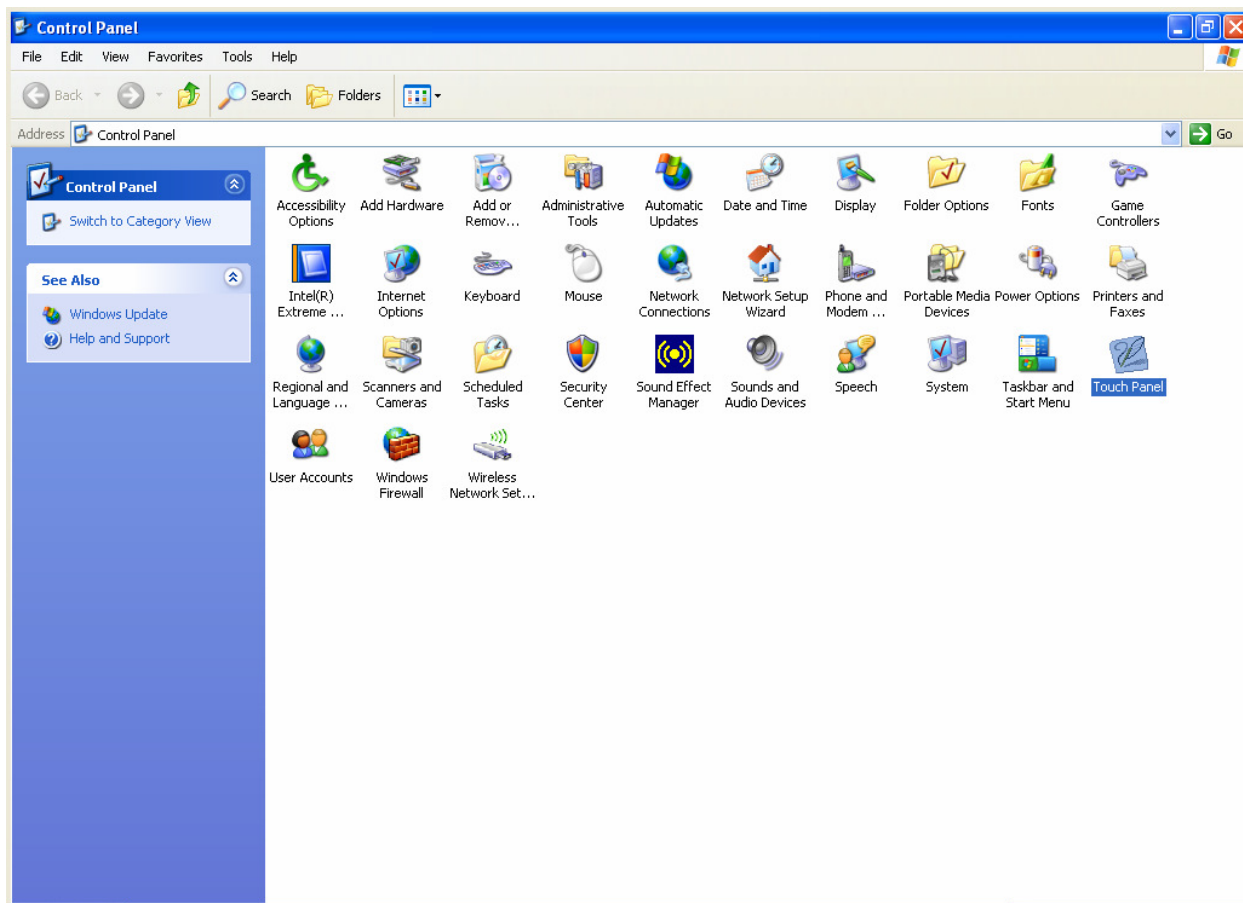 Control Panel
File Edit View Favorites Tools Help
Back Search Folders
Address Control Panel Go
Control Panel
Switch to Category View
See Also
Windows Update
Help and Support
Accessibility Options
Add Hardware
Add or Remov...
Administrative Tools
Automatic Updates
Date and Time
Display
Folder Options
Fonts
Game Controllers
Intel(R) Extreme ...
Internet Options
Keyboard
Mouse
Network Connections
Network Setup Wizard
Phone and Modem ...
Portable Media Devices
Power Options
Printers and Faxes
Regional and Language ...
Scanners and Cameras
Scheduled Tasks
Security Center
Sound Effect Manager
Sounds and Audio Devices
Speech
System
Taskbar and Start Menu
Touch Panel
User Accounts
Windows Firewall
Wireless Network Set...